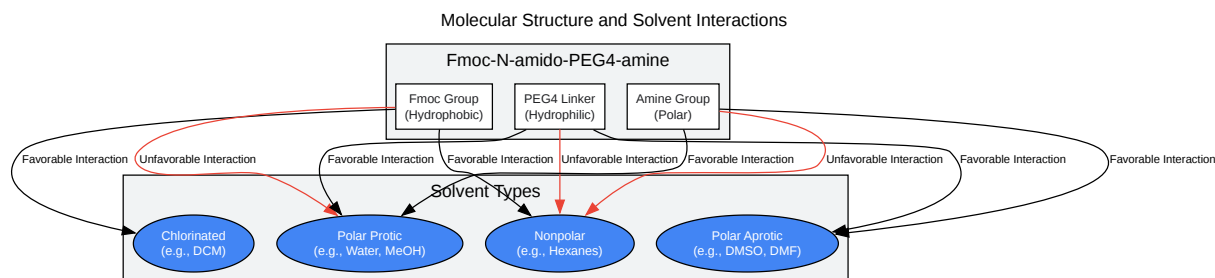 Molecular Structure and Solvent Interactions
Fmoc-N-amido-PEG4-amine
Fmoc Group
(Hydrophobic)
PEG4 Linker
(Hydrophilic)
Amine Group
(Polar)
Favorable Interaction
Unfavorable Interaction
Favorable Interaction
Favorable Interaction
Unfavorable Interaction
Favorable Interaction
Unfavorable Interaction
Favorable Interaction
Favorable Interaction
Solvent Types
Chlorinated
(e.g., DCM)
Polar Protic
(e.g., Water, MeOH)
Nonpolar
(e.g., Hexanes)
Polar Aprotic
(e.g., DMSO, DMF)